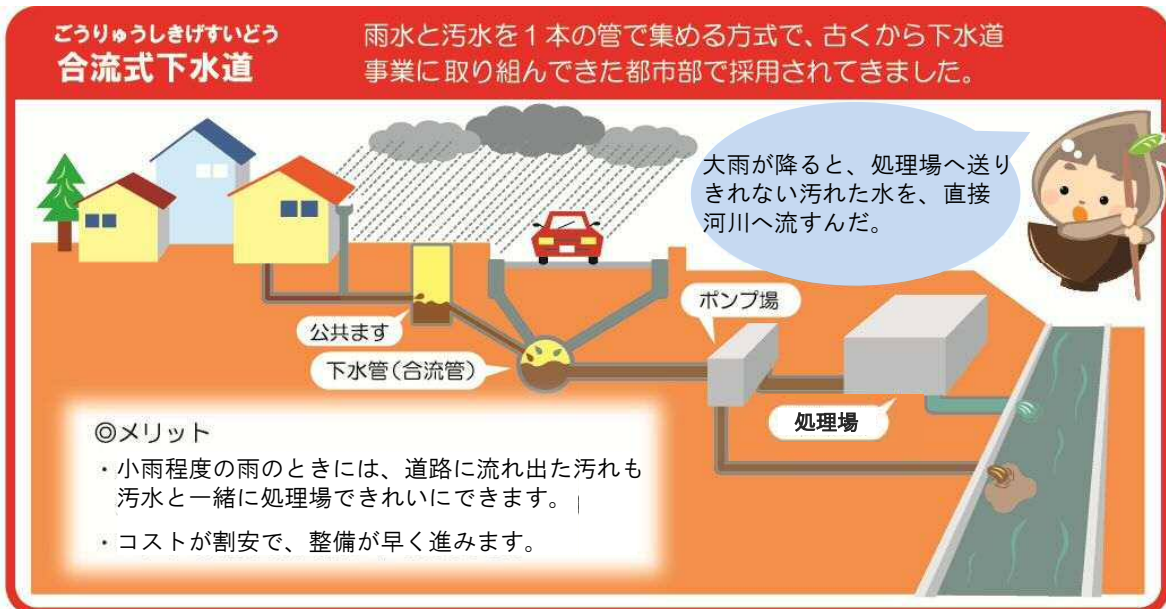 ごうりゅうしきげすいどう
合流式下水道
雨水と汚水を1本の管で集める方式で、古くから下水道
事業に取り組んできた都市部で採用されてきました。
大雨が降ると、処理場へ送り
きれない汚れた水を、直接
河川へ流すんだ。
ポンプ場
公共ます
下水管(合流管)
処理場
◎メリット
・小雨程度の雨のときには、道路に流れ出た汚れも
汚水と一緒に処理場できれいにできます。
・コストが割安で、整備が早く進みます。